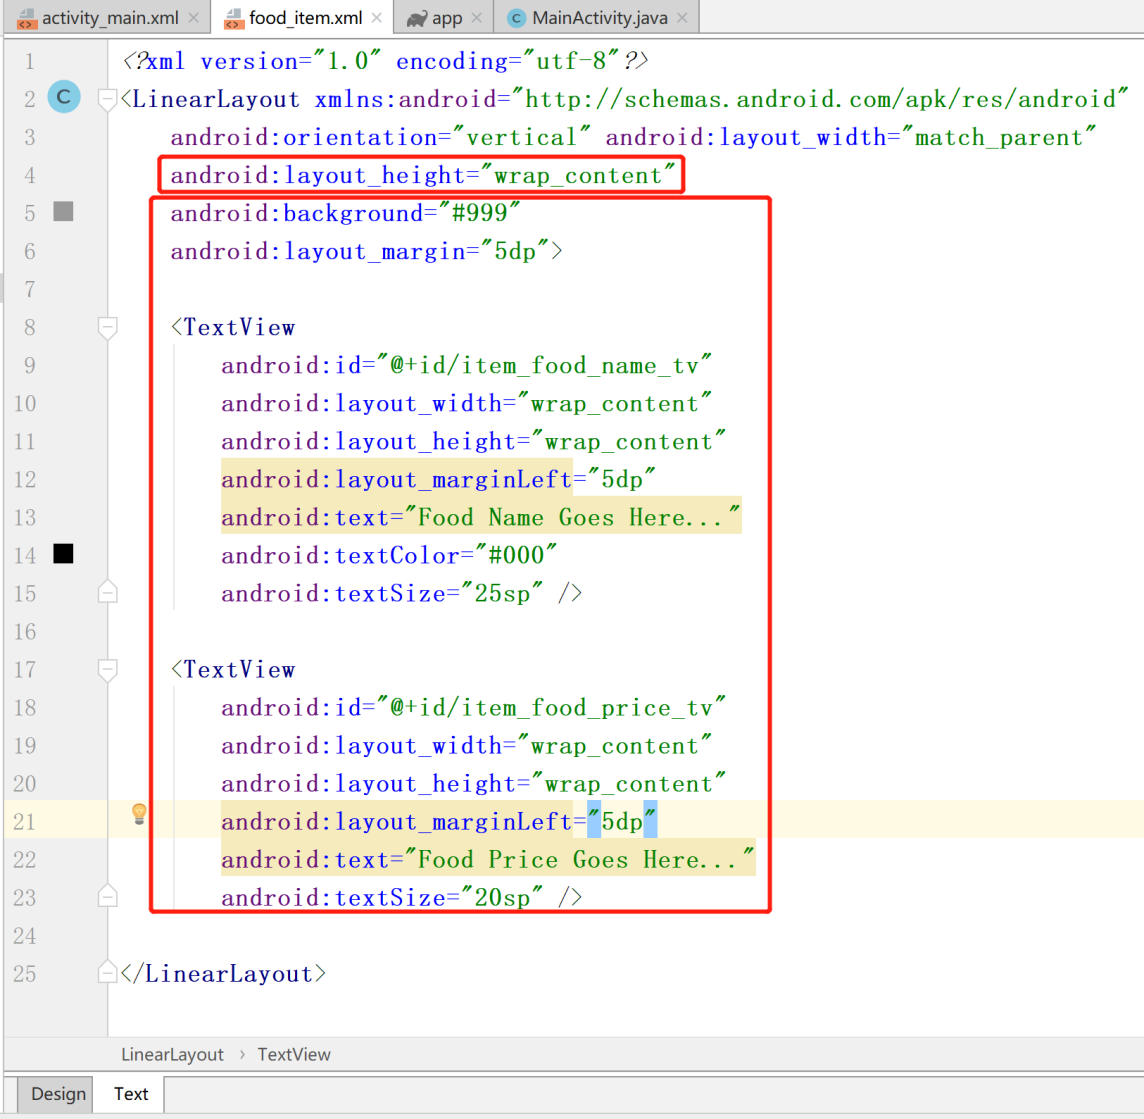 activity_main.xml × food_item.xml × app × C MainActivity.java ×
1 <?xml version="1.0" encoding="utf-8"?>
2 C <LinearLayout xmlns:android="http://schemas.android.com/apk/res/android"
3 android:orientation="vertical" android:layout_width="match_parent"
4 android:layout_height="wrap_content"
5 android:background="#999"
6 android:layout_margin="5dp">
7
8 <TextView
9 android:id="@+id/item_food_name_tv"
10 android:layout_width="wrap_content"
11 android:layout_height="wrap_content"
12 android:layout_marginLeft="5dp"
13 android:text="Food Name Goes Here..."
14 android:textColor="#000"
15 android:textSize="25sp" />
16
17 <TextView
18 android:id="@+id/item_food_price_tv"
19 android:layout_width="wrap_content"
20 android:layout_height="wrap_content"
21 android:layout_marginLeft="5dp"
22 android:text="Food Price Goes Here..."
23 android:textSize="20sp" />
24
25 </LinearLayout>
LinearLayout › TextView
Design Text